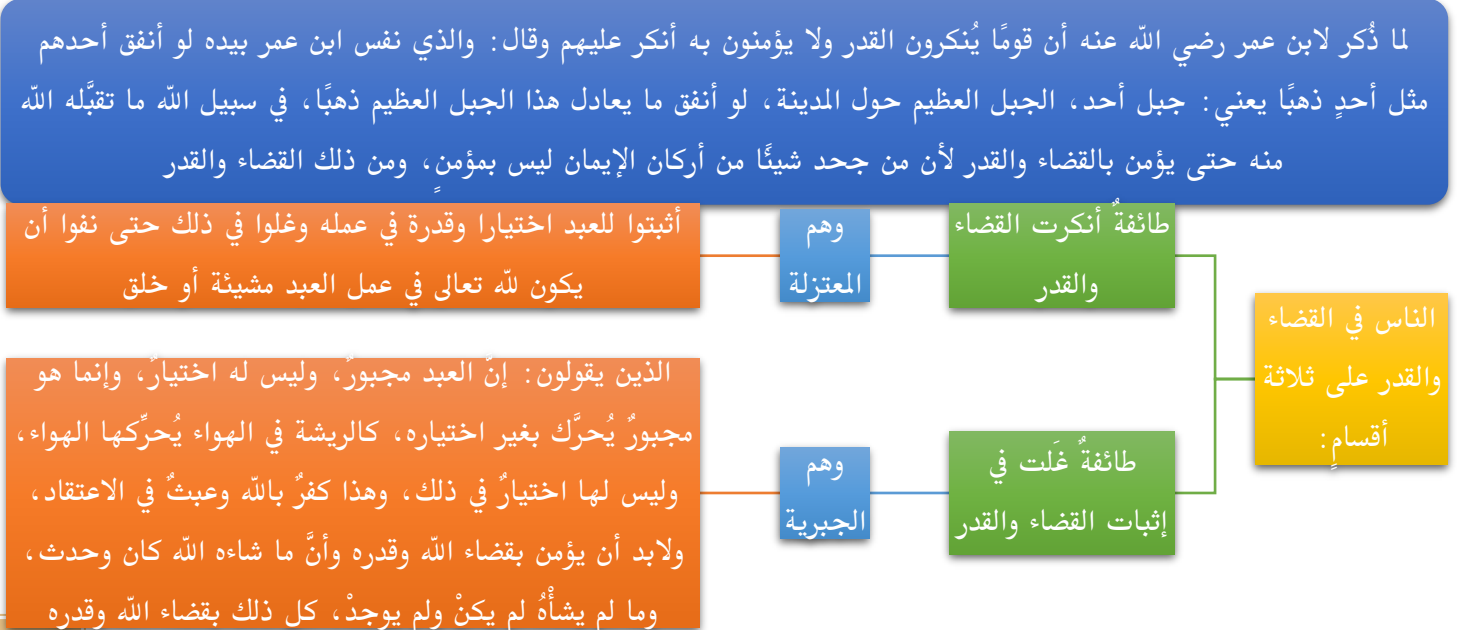 لما ذُكر لابن عمر رضي الله عنه أن قومًا يُنكرون القدر ولا يؤمنون به أنكر عليهم وقال: والذي نفس ابن عمر بيده لو أنفق أحدهم
مثل أحدٍ ذهبًا يعني: جبل أحد، الجبل العظيم حول المدينة، لو أنفق ما يعادل هذا الجبل العظيم ذهبًا، في سبيل الله ما تقبَّله الله
منه حتى يؤمن بالقضاء والقدر لأن من جحد شيئًا من أركان الإيمان ليس بمؤمنٍ، ومن ذلك القضاء والقدر
الناس في القضاء
والقدر على ثلاثة
أقسامٍ:
طائفةٌ أنكرت القضاء
والقدر
وهم
المعتزلة
أثبتوا للعبد اختيارا وقدرة في عمله وغلوا في ذلك حتى نفوا أن
يكون لله تعالى في عمل العبد مشيئة أو خلق
طائفةٌ غَلت في
إثبات القضاء والقدر
وهم
الجبرية
الذين يقولون: إنّ العبد مجبورٌ، وليس له اختيارٌ، وإنما هو
مجبورٌ يُحرَّك بغير اختياره، كالريشة في الهواء يُحرِّكها الهواء،
وليس لها اختيارٌ في ذلك، وهذا كفرٌ بالله وعبثٌ في الاعتقاد،
ولابد أن يؤمن بقضاء الله وقدره وأنَّ ما شاءه الله كان وحدث،
وما لم يشأْهُ لم يكنْ ولم يوجدْ، كل ذلك بقضاء الله وقدره